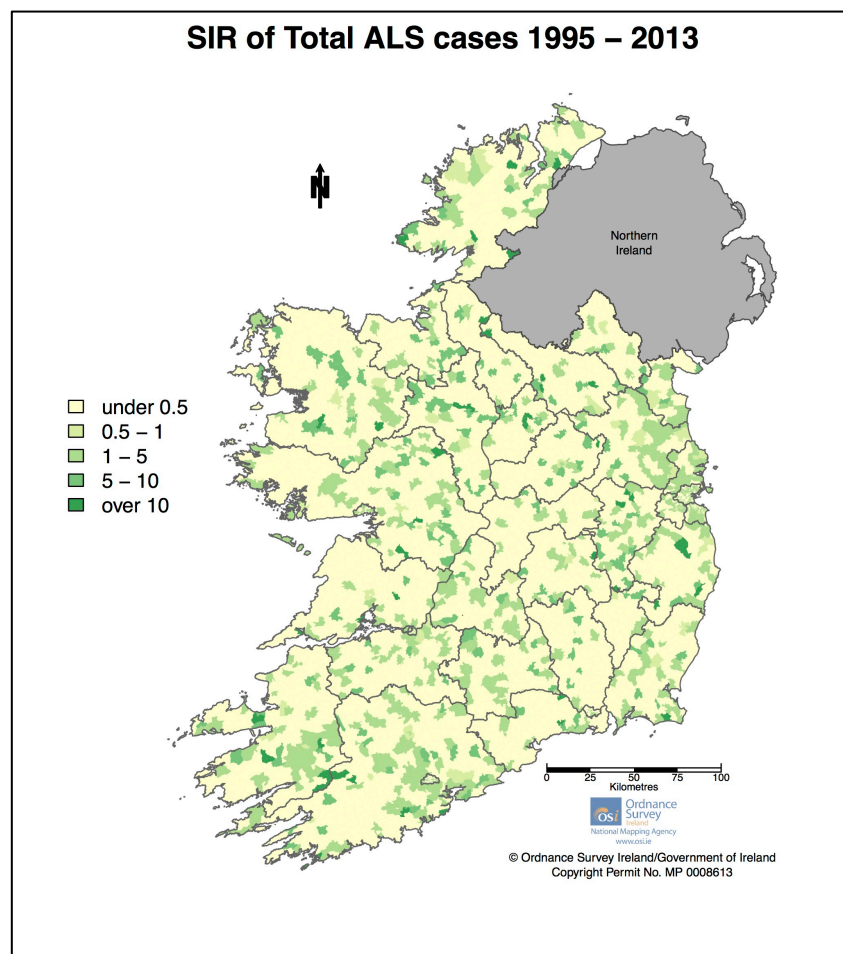 SIR of Total ALS cases 1995 – 2013
N
Northern
Ireland
under 0.5
0.5 – 1
1 – 5
5 – 10
over 10
0 25 50 75 100
Kilometres
osi
Ordnance
Survey
Ireland
National Mapping Agency
www.osi.ie
© Ordnance Survey Ireland/Government of Ireland
Copyright Permit No. MP 0008613